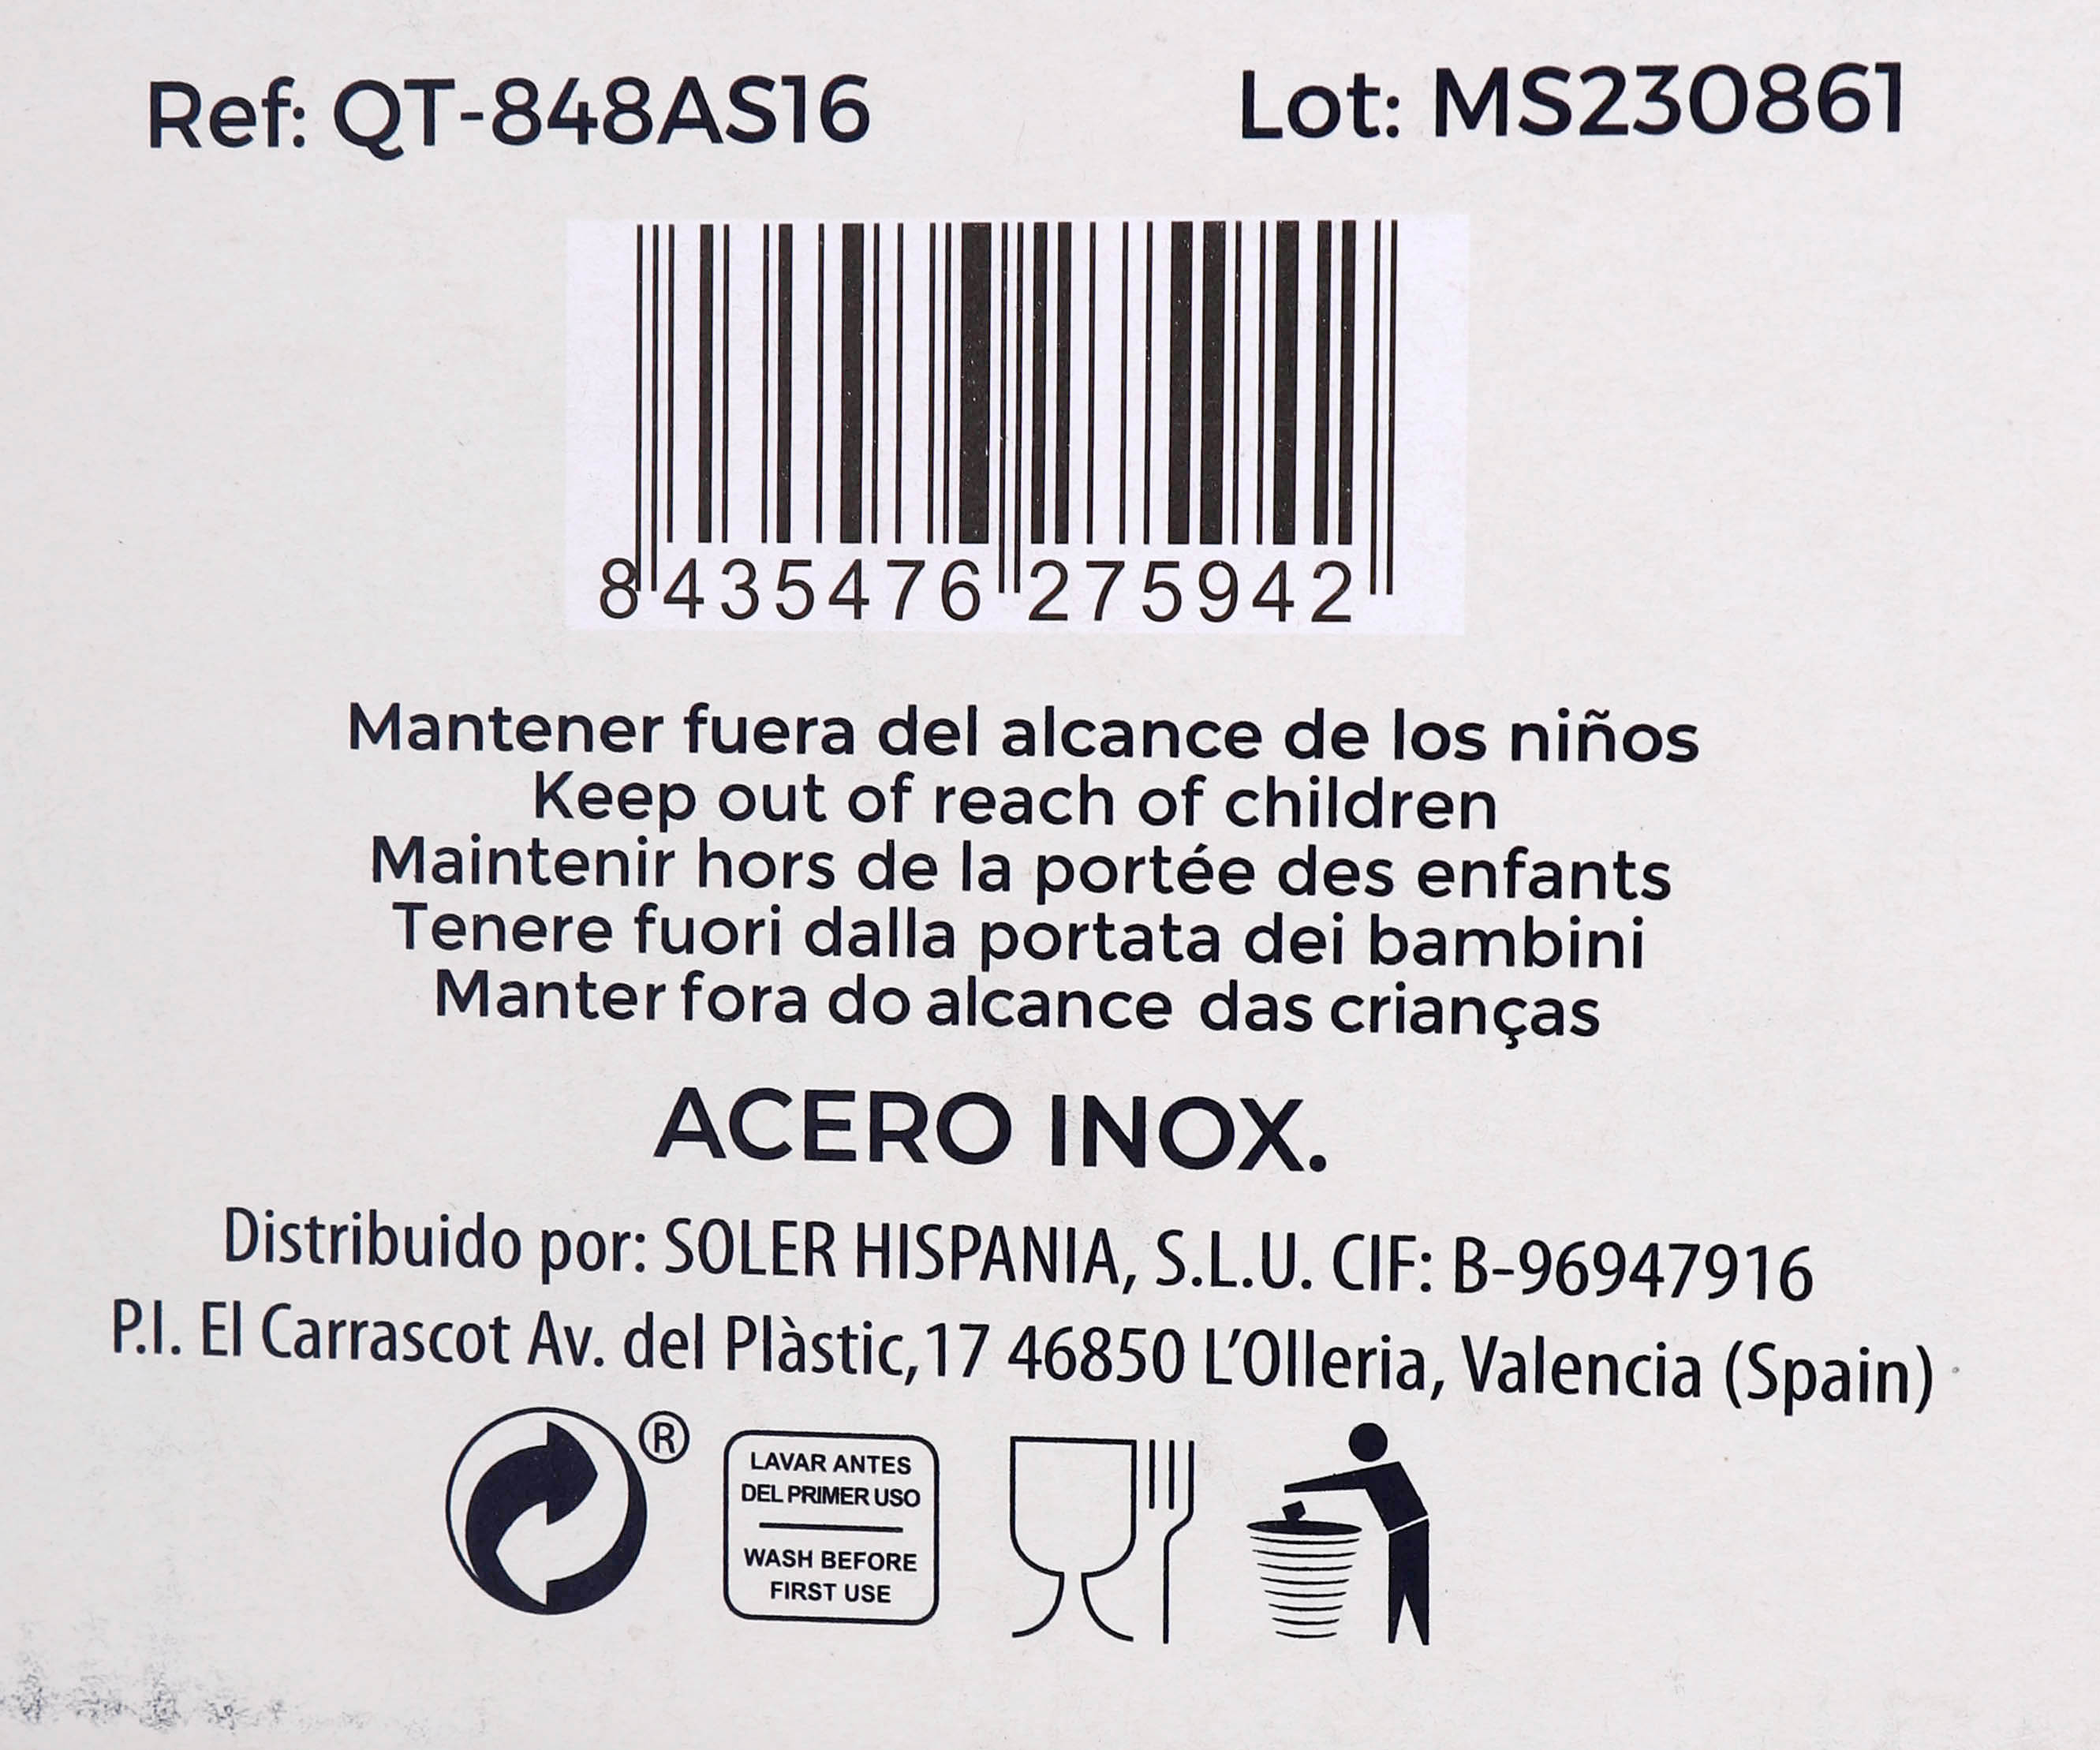 Ref: QT-848AS16
Lot: MS230861
8 435476 275942
Mantener fuera del alcance de los niños
Keep out of reach of children
Maintenir hors de la portée des enfants
Tenere fuori dalla portata dei bambini
Manter fora do alcance das crianças
ACERO INOX.
Distribuido por: SOLER HISPANIA, S.L.U. CIF: B-96947916
P.I. El Carrascot Av. del Plàstic,17 46850 L'Olleria, Valencia (Spain)
®
LAVAR ANTES
DEL PRIMER USO
WASH BEFORE
FIRST USE